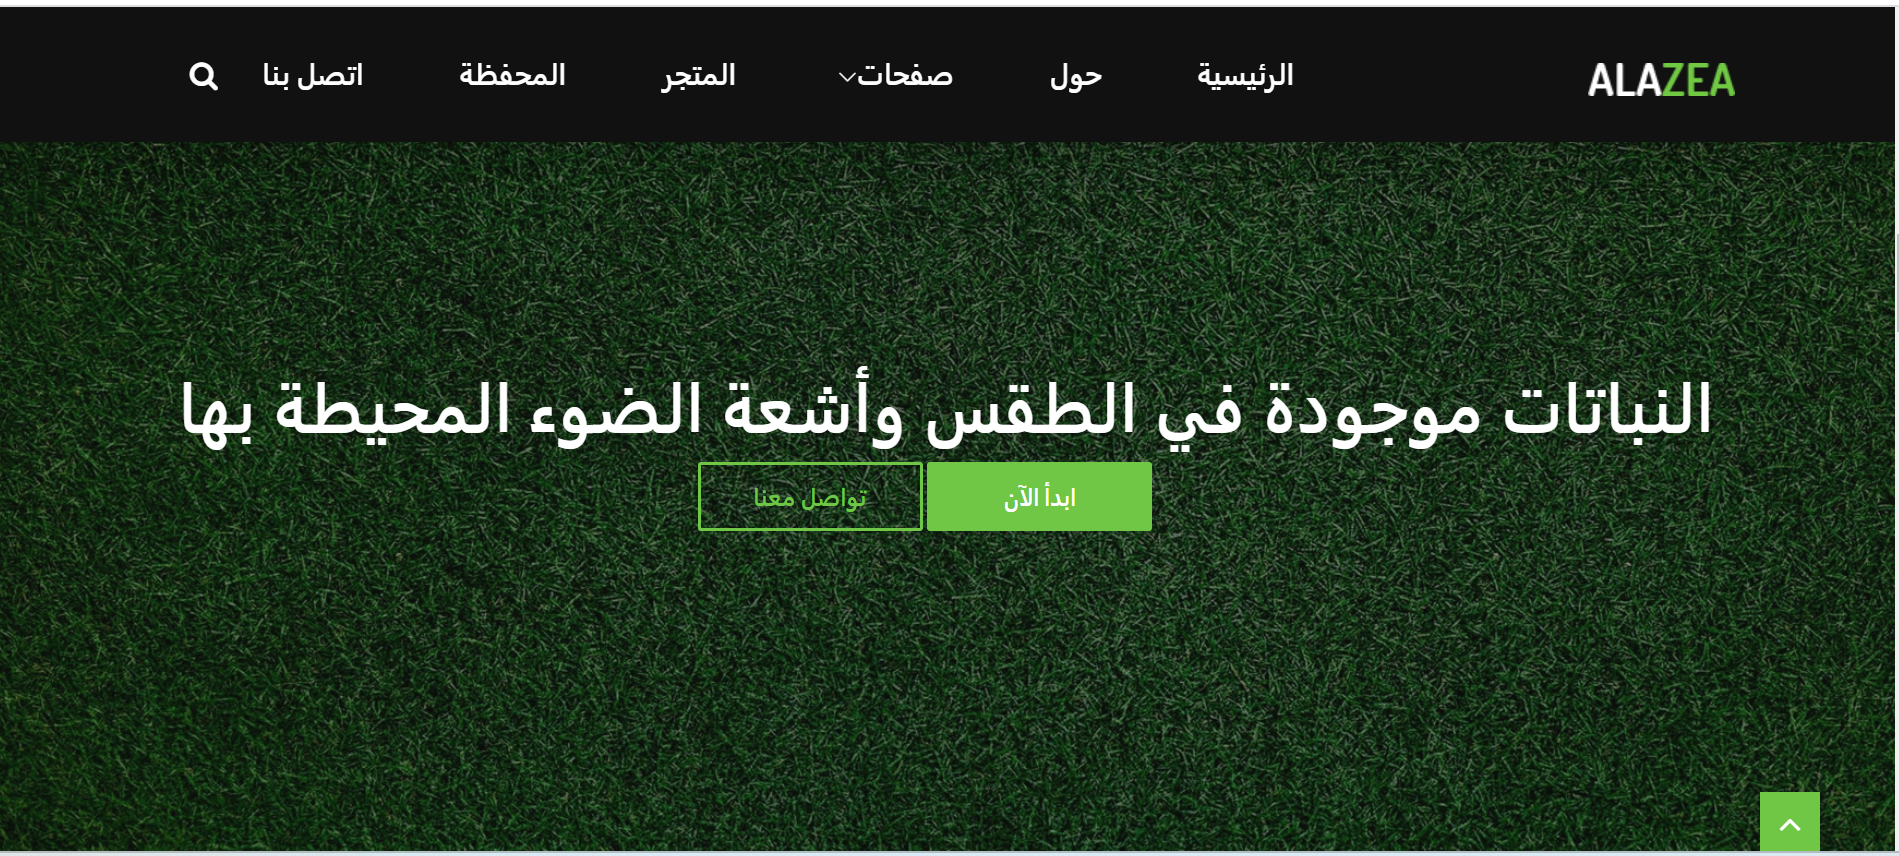 ALAZEA
الرئيسية
حول
صفحات
المتجر
المحفظة
اتصل بنا
النباتات موجودة في الطقس وأشعة الضوء المحيطة بها
ابدأ الآن
تواصل معنا